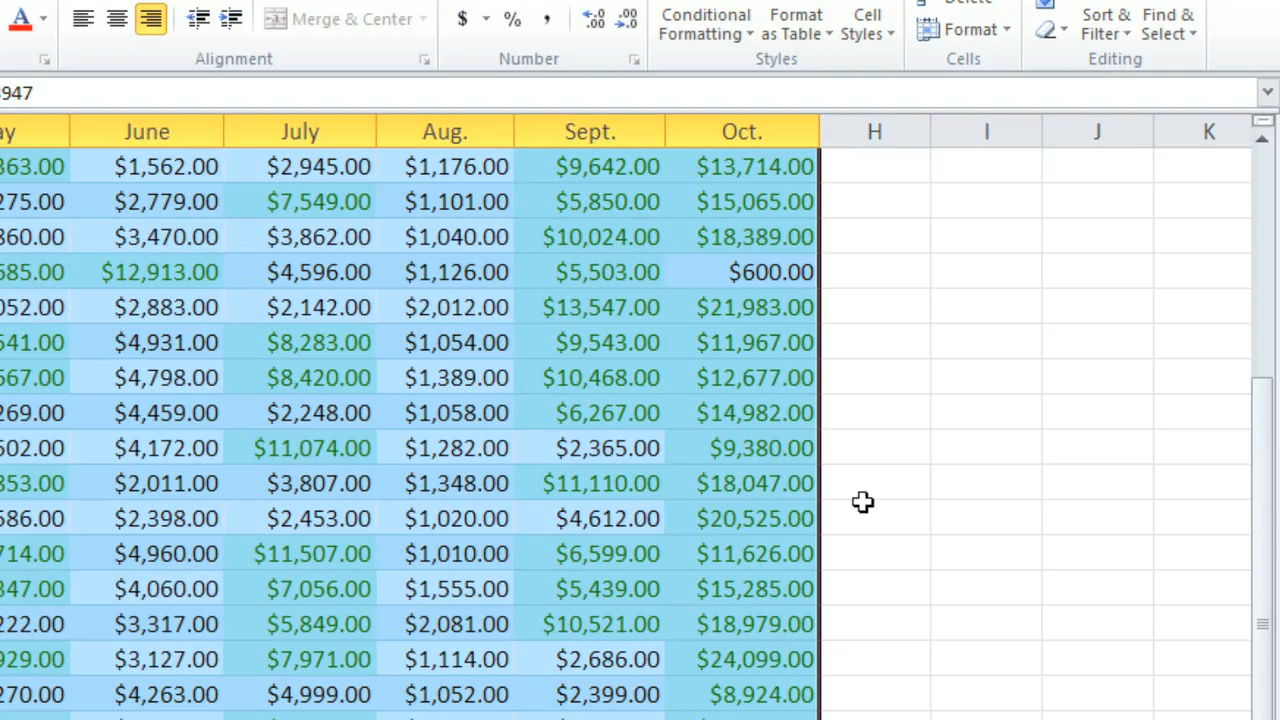 A
Merge & Center
$ % ,
.0 .00
.00 .0
Conditional Formatting
Format as Table
Cell Styles
Delete
Format
Sort & Filter
Find & Select
Alignment Number Styles Cells Editing
947
ay June July Aug. Sept. Oct. H I J K
363.00 $1,562.00 $2,945.00 $1,176.00 $9,642.00 $13,714.00
275.00 $2,779.00 $7,549.00 $1,101.00 $5,850.00 $15,065.00
360.00 $3,470.00 $3,862.00 $1,040.00 $10,024.00 $18,389.00
585.00 $12,913.00 $4,596.00 $1,126.00 $5,503.00 $600.00
052.00 $2,883.00 $2,142.00 $2,012.00 $13,547.00 $21,983.00
541.00 $4,931.00 $8,283.00 $1,054.00 $9,543.00 $11,967.00
567.00 $4,798.00 $8,420.00 $1,389.00 $10,468.00 $12,677.00
269.00 $4,459.00 $2,248.00 $1,058.00 $6,267.00 $14,982.00
502.00 $4,172.00 $11,074.00 $1,282.00 $2,365.00 $9,380.00
353.00 $2,011.00 $3,807.00 $1,348.00 $11,110.00 $18,047.00
586.00 $2,398.00 $2,453.00 $1,020.00 $4,612.00 $20,525.00
714.00 $4,960.00 $11,507.00 $1,010.00 $6,599.00 $11,626.00
347.00 $4,060.00 $7,056.00 $1,555.00 $5,439.00 $15,285.00
222.00 $3,317.00 $5,849.00 $2,081.00 $10,521.00 $18,979.00
929.00 $3,127.00 $7,971.00 $1,114.00 $2,686.00 $24,099.00
270.00 $4,263.00 $4,999.00 $1,052.00 $2,399.00 $8,924.00